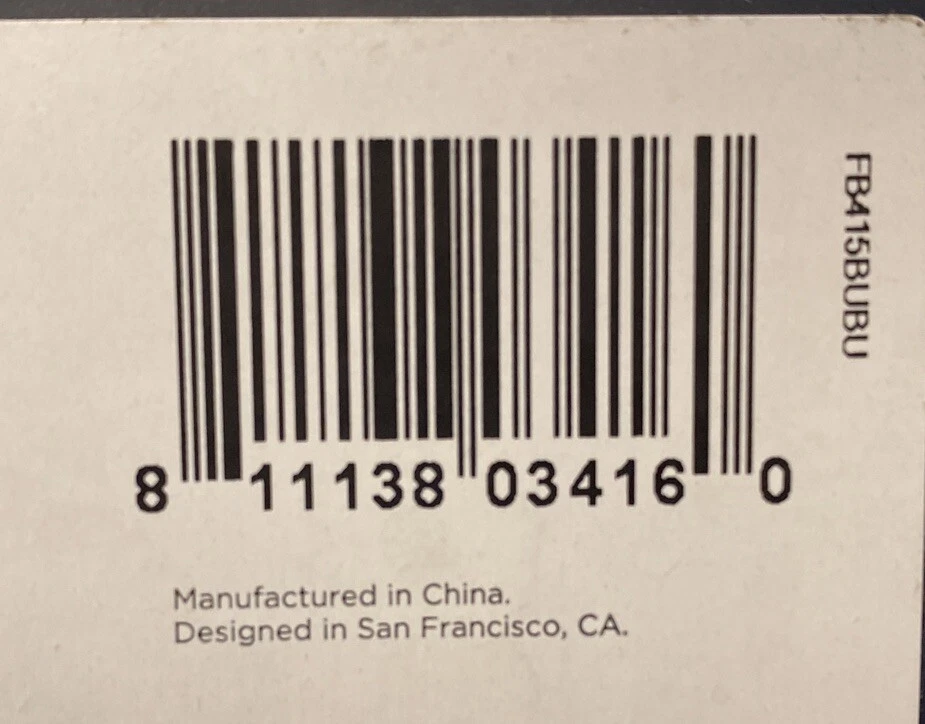 8 11138 03416 0
FB415BUBU
Manufactured in China.
Designed in San Francisco, CA.